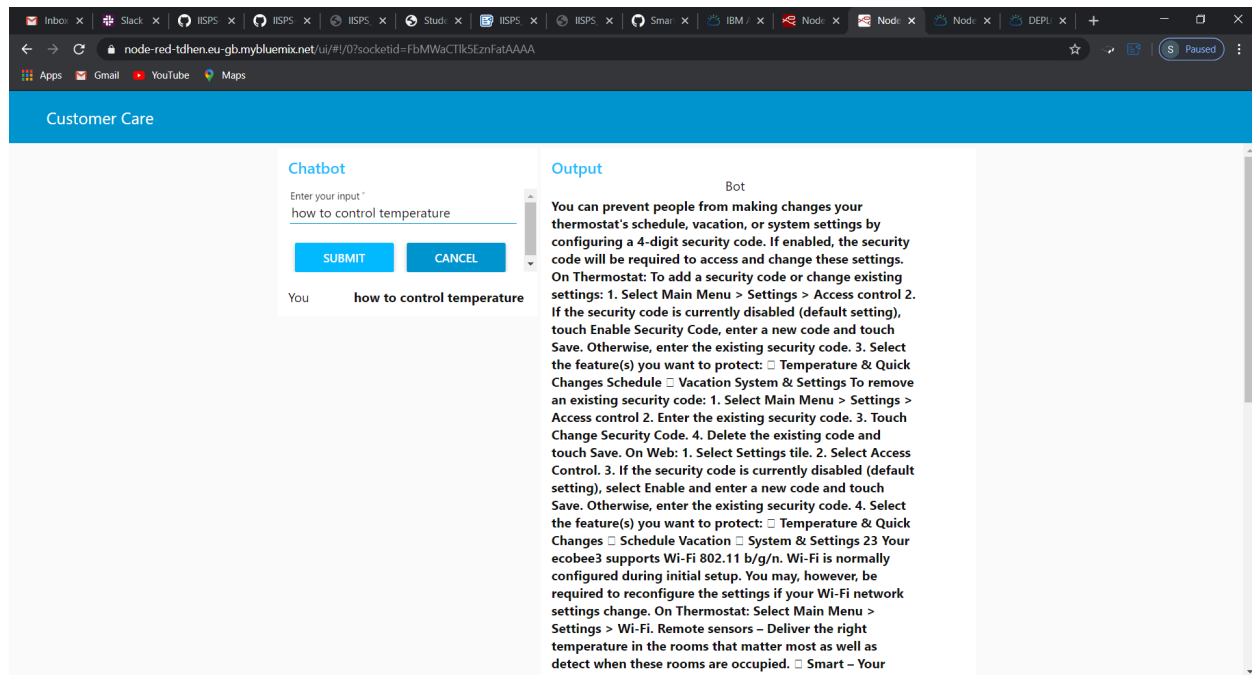 Inbox
Slack
IISPS-
IISPS-
IISPS_
Stude
IISPS_
IISPS_
Smar
IBM /
Node
Node
Node
DEPL
node-red-tdhen.eu-gb.mybluemix.net/ui/#!/0?socketid=FbMWaCTlk5EznFatAAAA
S Paused
Apps Gmail YouTube Maps
Customer Care
Chatbot
Enter your input *
how to control temperature
SUBMIT CANCEL
You how to control temperature
Output
Bot
You can prevent people from making changes your
thermostat's schedule, vacation, or system settings by
configuring a 4-digit security code. If enabled, the security
code will be required to access and change these settings.
On Thermostat: To add a security code or change existing
settings: 1. Select Main Menu > Settings > Access control 2.
If the security code is currently disabled (default setting),
touch Enable Security Code, enter a new code and touch
Save. Otherwise, enter the existing security code. 3. Select
the feature(s) you want to protect: □ Temperature & Quick
Changes Schedule □ Vacation System & Settings To remove
an existing security code: 1. Select Main Menu > Settings >
Access control 2. Enter the existing security code. 3. Touch
Change Security Code. 4. Delete the existing code and
touch Save. On Web: 1. Select Settings tile. 2. Select Access
Control. 3. If the security code is currently disabled (default
setting), select Enable and enter a new code and touch
Save. Otherwise, enter the existing security code. 4. Select
the feature(s) you want to protect: □ Temperature & Quick
Changes □ Schedule Vacation □ System & Settings 23 Your
ecobee3 supports Wi-Fi 802.11 b/g/n. Wi-Fi is normally
configured during initial setup. You may, however, be
required to reconfigure the settings if your Wi-Fi network
settings change. On Thermostat: Select Main Menu >
Settings > Wi-Fi. Remote sensors – Deliver the right
temperature in the rooms that matter most as well as
detect when these rooms are occupied. □ Smart – Your